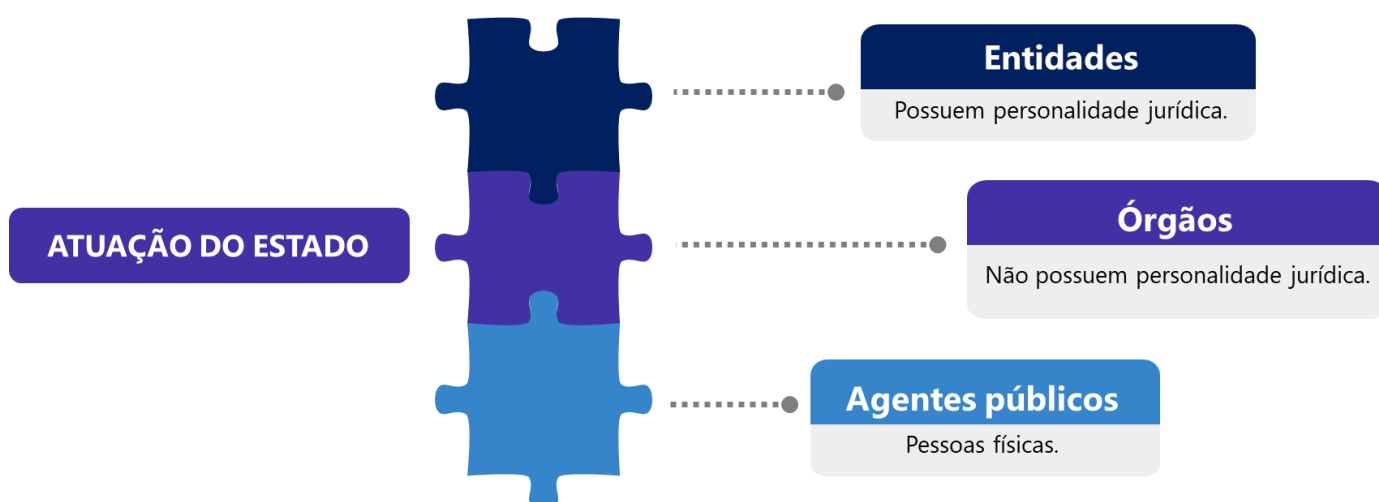 Entidades
Possuem personalidade jurídica.
ATUAÇÃO DO ESTADO
Órgãos
Não possuem personalidade jurídica.
Agentes públicos
Pessoas físicas.